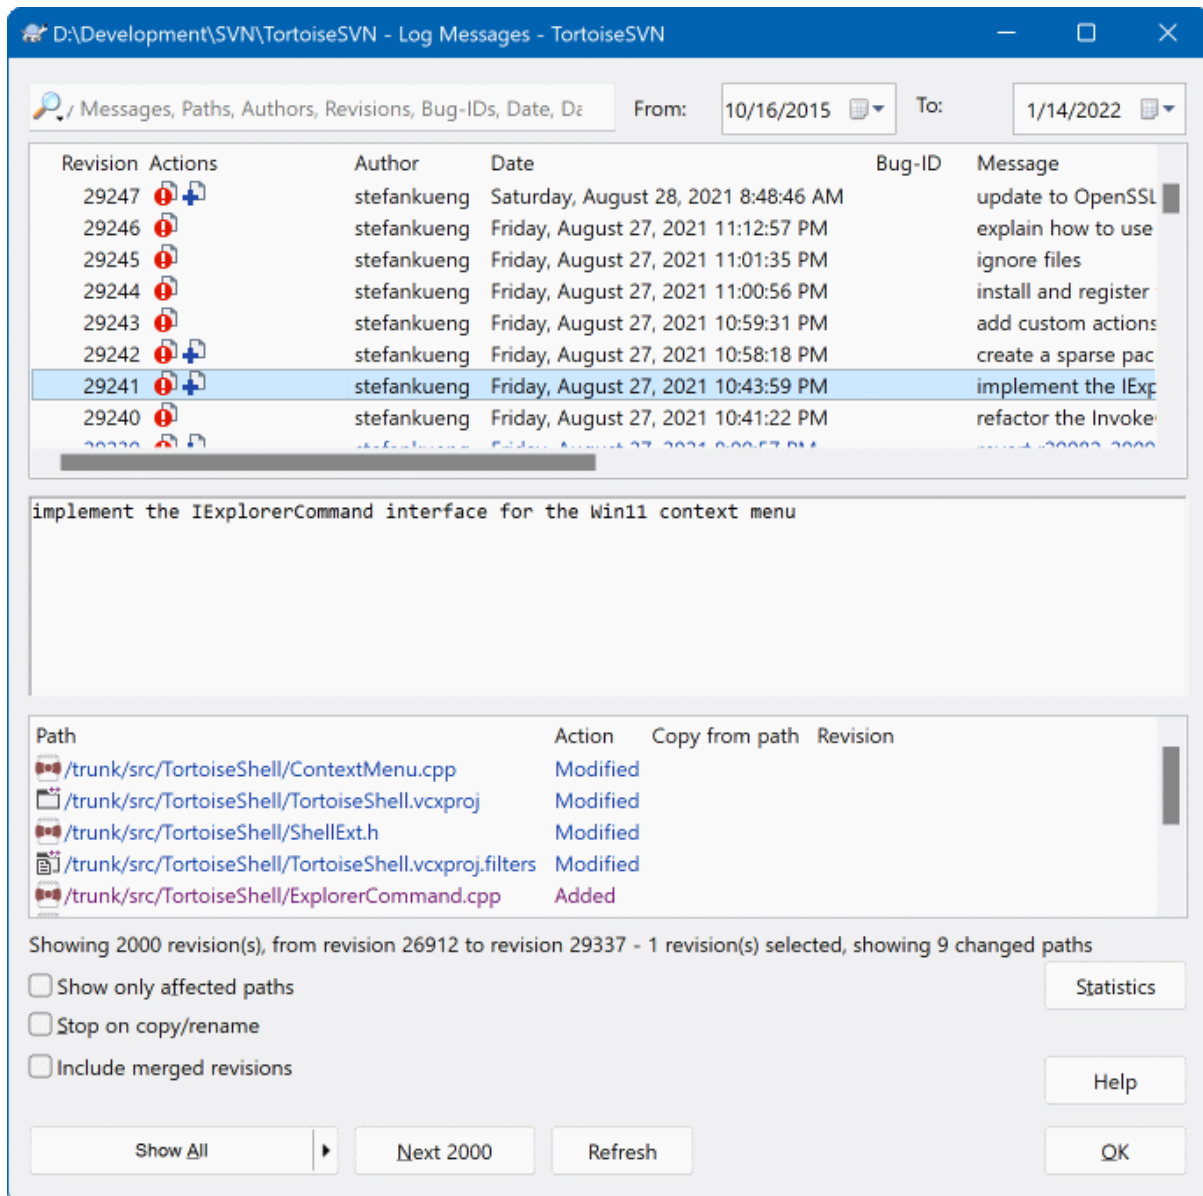 D:\Development\SVN\TortoiseSVN - Log Messages - TortoiseSVN
Messages, Paths, Authors, Revisions, Bug-IDs, Date, Da From: 10/16/2015 To: 1/14/2022
Revision Actions Author Date Bug-ID Message
29247 stefankueng Saturday, August 28, 2021 8:48:46 AM update to OpenSSL
29246 stefankueng Friday, August 27, 2021 11:12:57 PM explain how to use
29245 stefankueng Friday, August 27, 2021 11:01:35 PM ignore files
29244 stefankueng Friday, August 27, 2021 11:00:56 PM install and register
29243 stefankueng Friday, August 27, 2021 10:59:31 PM add custom actions
29242 stefankueng Friday, August 27, 2021 10:58:18 PM create a sparse pac
29241 stefankueng Friday, August 27, 2021 10:43:59 PM implement the IExp
29240 stefankueng Friday, August 27, 2021 10:41:22 PM refactor the Invoke
implement the IExplorerCommand interface for the Win11 context menu
Path Action Copy from path Revision
/trunk/src/TortoiseShell/ContextMenu.cpp Modified
/trunk/src/TortoiseShell/TortoiseShell.vcxproj Modified
/trunk/src/TortoiseShell/ShellExt.h Modified
/trunk/src/TortoiseShell/TortoiseShell.vcxproj.filters Modified
/trunk/src/TortoiseShell/ExplorerCommand.cpp Added
Showing 2000 revision(s), from revision 26912 to revision 29337 - 1 revision(s) selected, showing 9 changed paths
Show only affected paths Statistics
Stop on copy/rename
Include merged revisions
Help
Show All Next 2000 Refresh OK